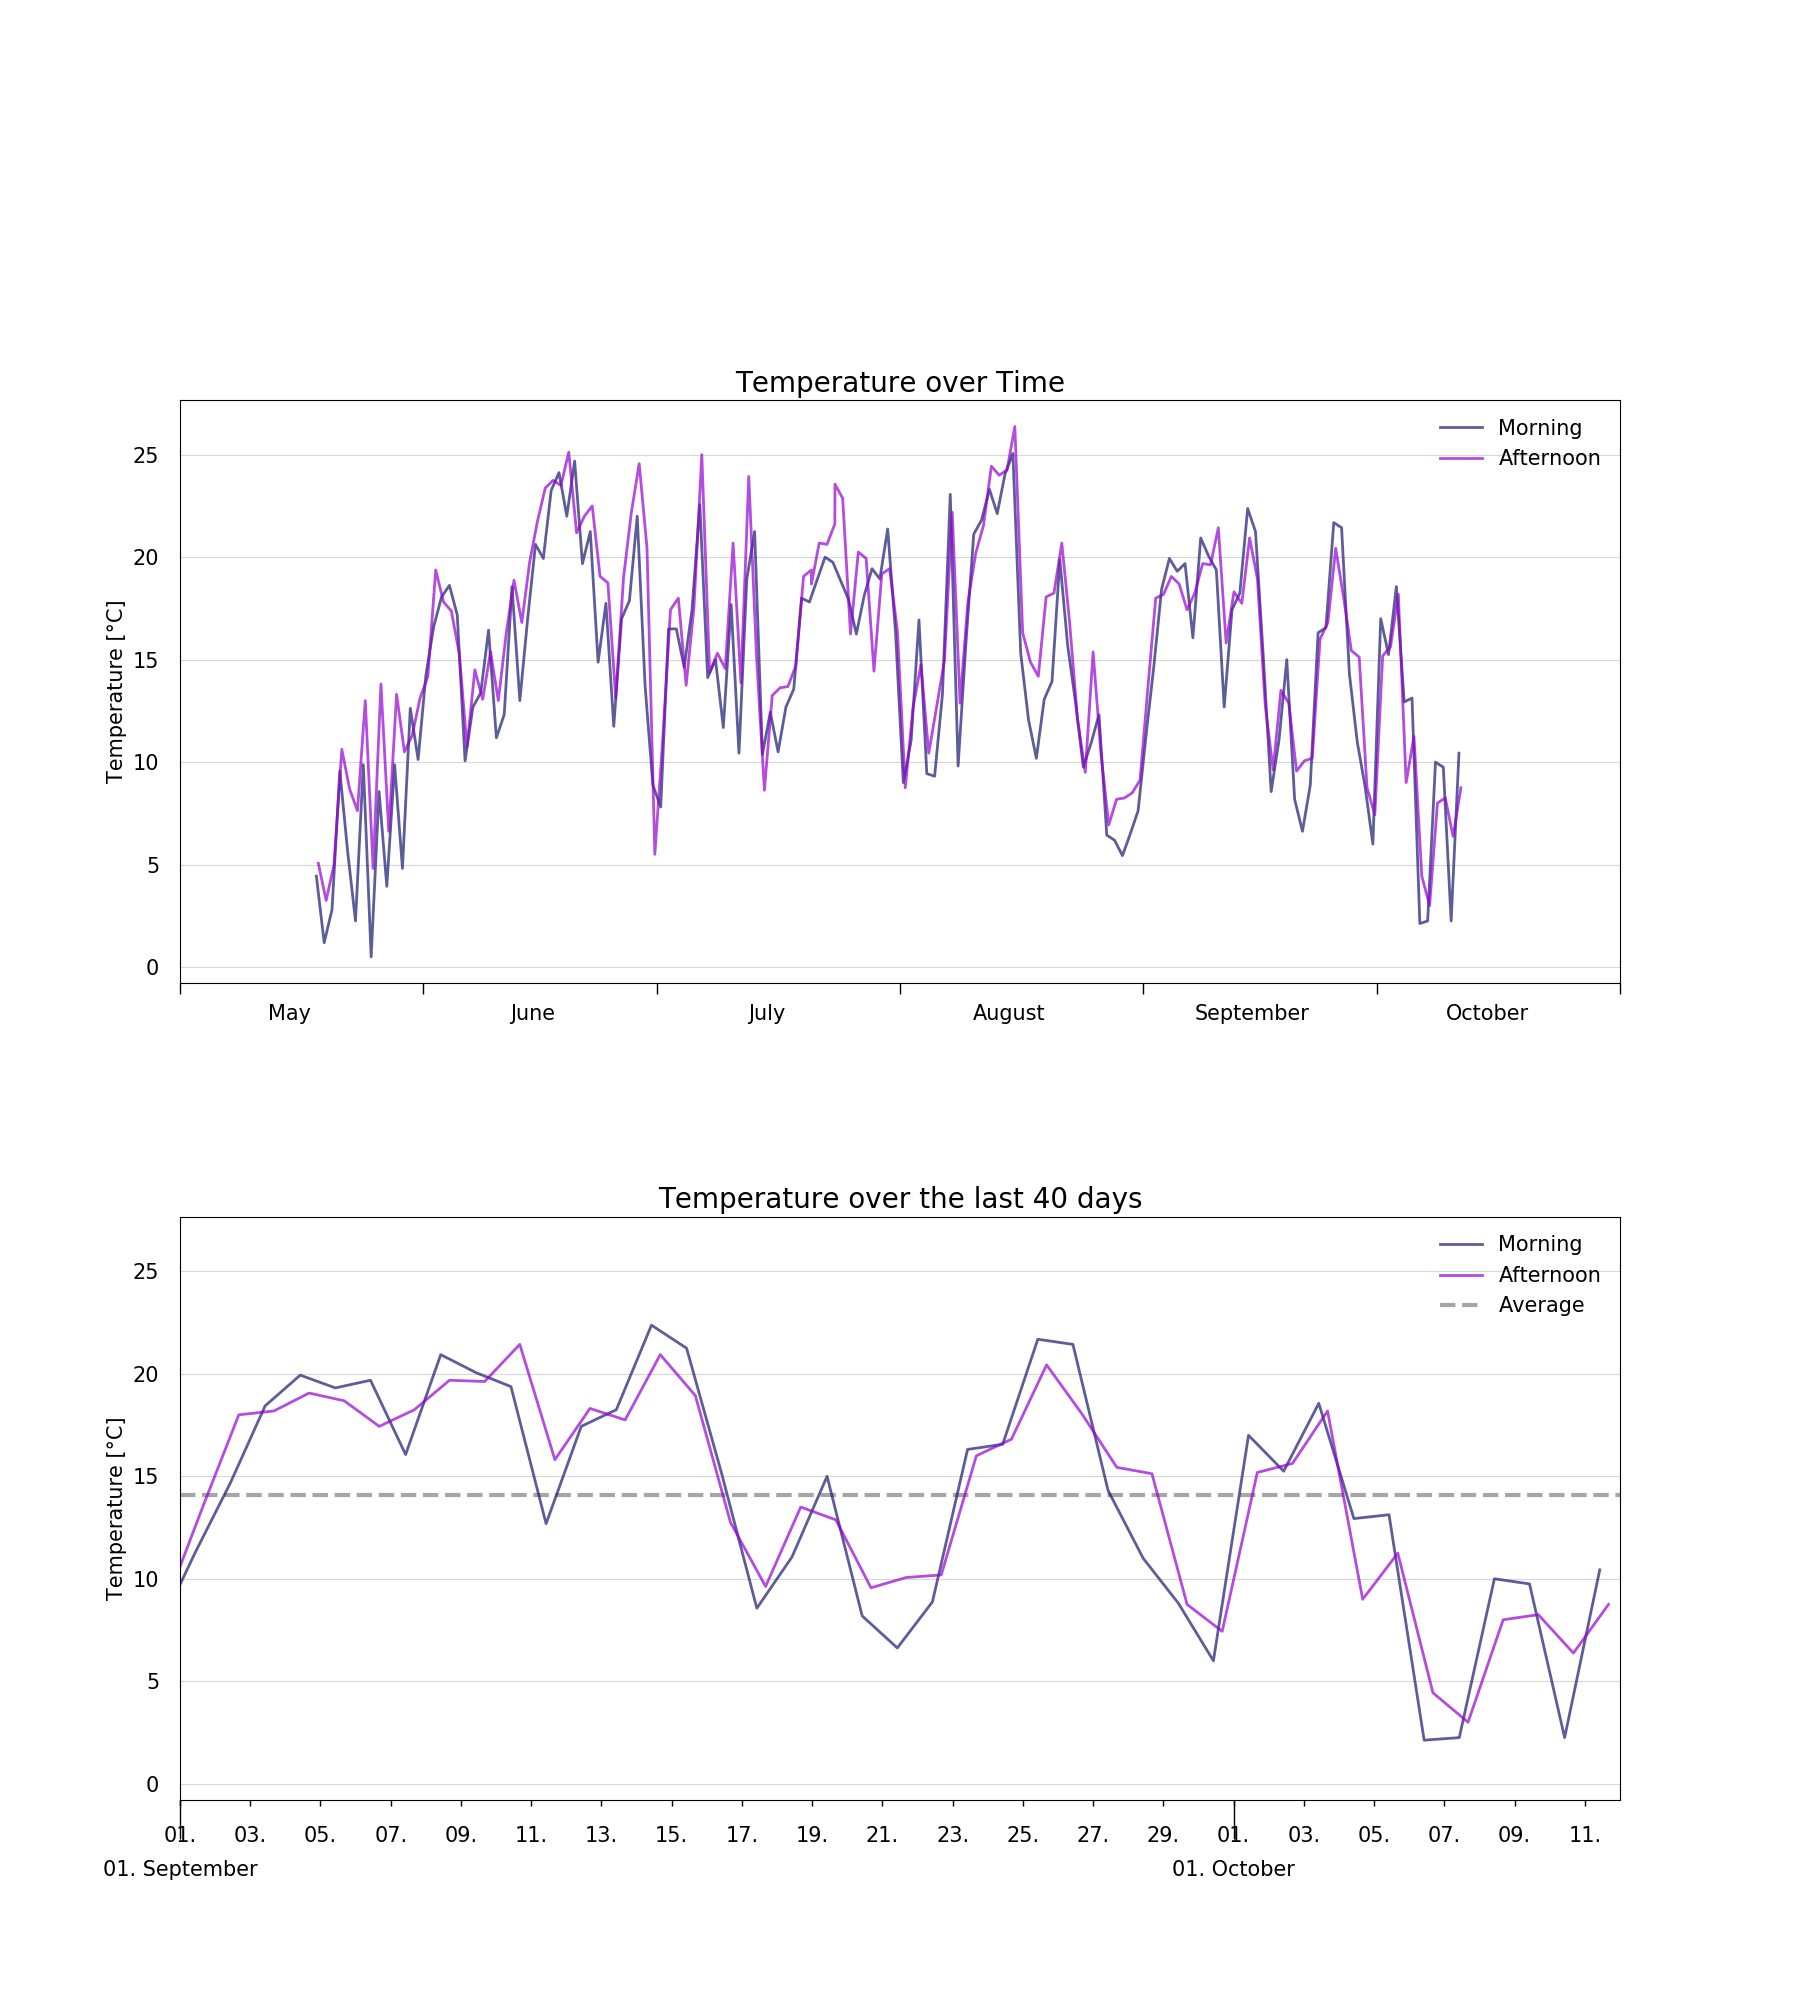 Temperature over Time
Morning
Afternoon
25
20
15
10
5
0
Temperature [°C]
May June July August September October
Temperature over the last 40 days
Morning
Afternoon
Average
25
20
15
10
5
0
Temperature [°C]
01. 03. 05. 07. 09. 11. 13. 15. 17. 19. 21. 23. 25. 27. 29. 01. 03. 05. 07. 09. 11.
01. September 01. October